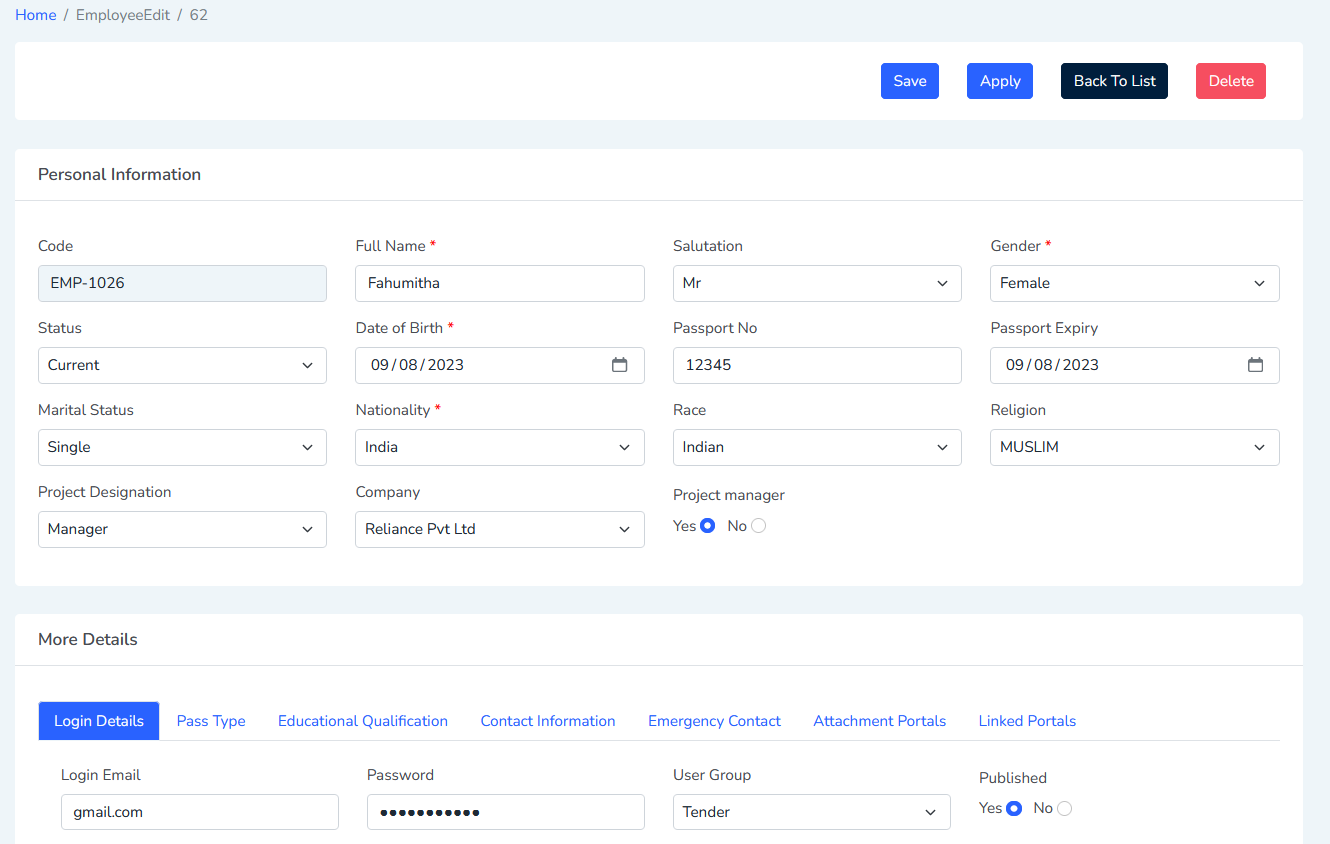 Home / EmployeeEdit / 62
Save Apply Back To List Delete
Personal Information
Code Full Name * Salutation Gender *
EMP-1026 Fahumitha Mr Female
Status Date of Birth * Passport No Passport Expiry
Current 09/08/2023 12345 09/08/2023
Marital Status Nationality * Race Religion
Single India Indian MUSLIM
Project Designation Company Project manager
Manager Reliance Pvt Ltd Yes No
More Details
Login Details Pass Type Educational Qualification Contact Information Emergency Contact Attachment Portals Linked Portals
Login Email Password User Group Published
gmail.com ••••••••••• Tender Yes No